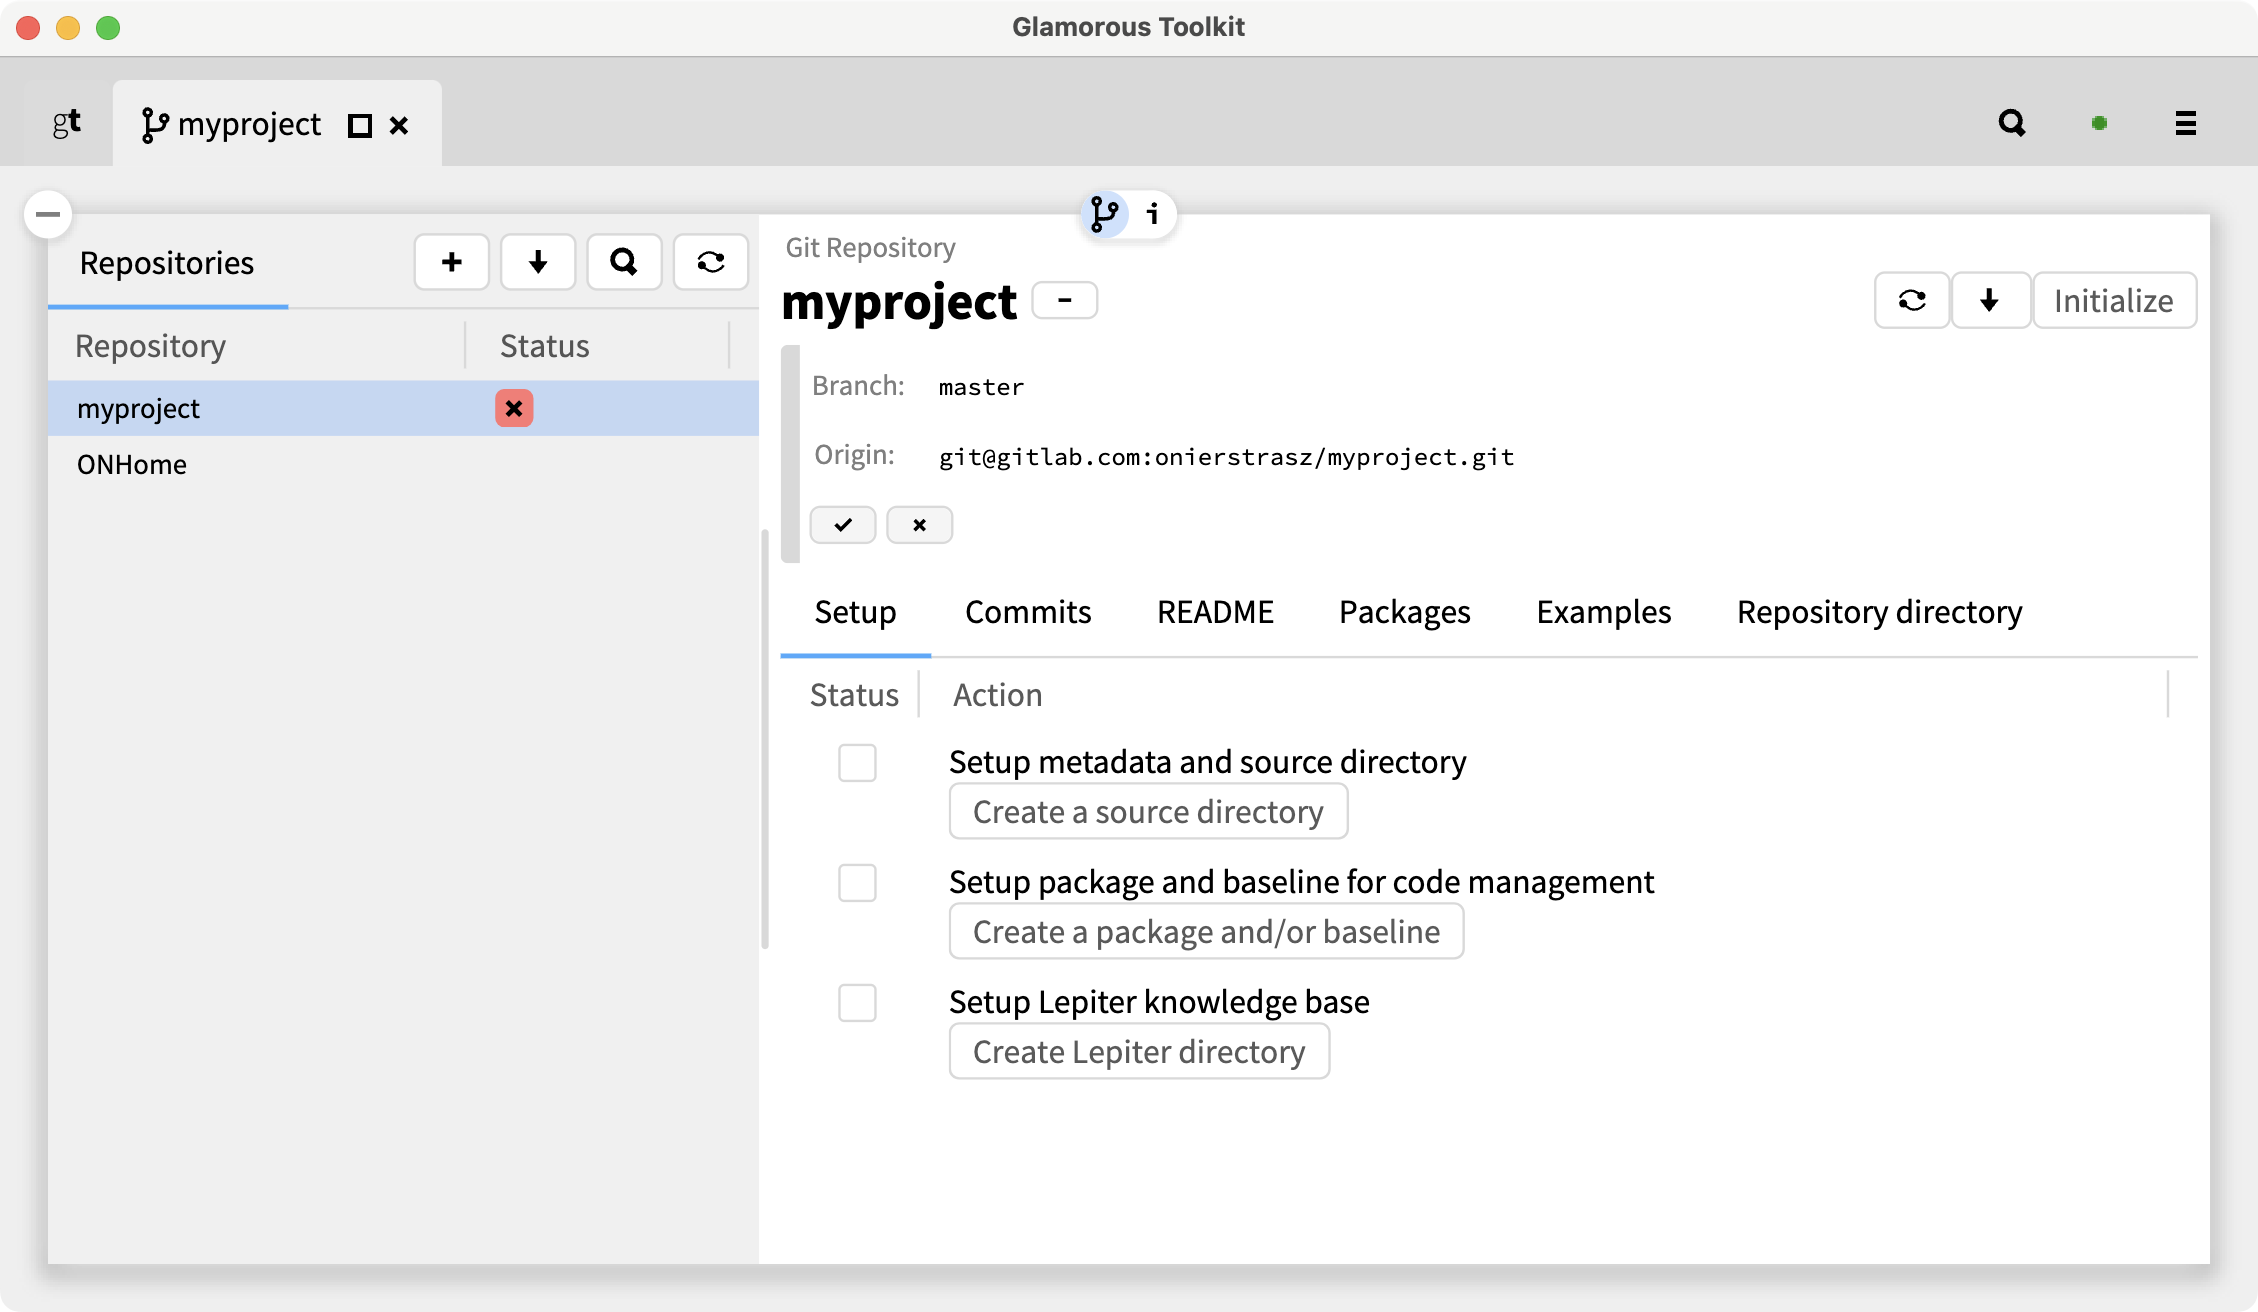 Glamorous Toolkit
gt
myproject
Repositories
Repository Status
myproject
ONHome
Git Repository
myproject
Initialize
Branch: master
Origin: git@gitlab.com:onierstrasz/myproject.git
Setup Commits README Packages Examples Repository directory
Status Action
Setup metadata and source directory
Create a source directory
Setup package and baseline for code management
Create a package and/or baseline
Setup Lepiter knowledge base
Create Lepiter directory